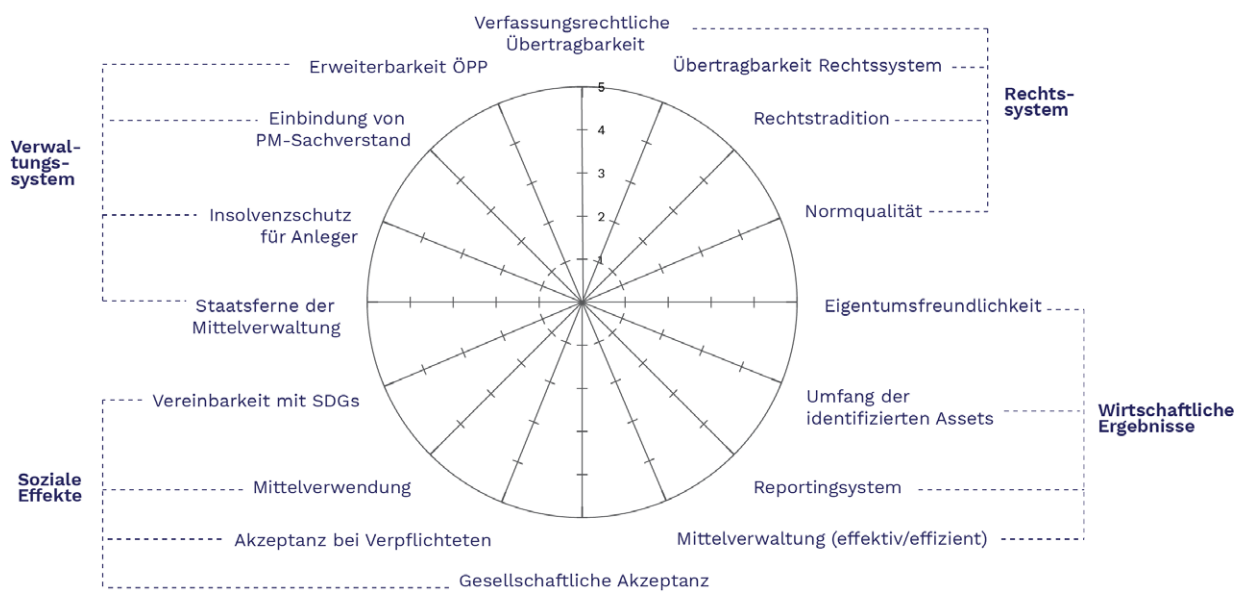 Verfassungsrechtliche
Übertragbarkeit
Erweiterbarkeit ÖPP
Übertragbarkeit Rechtssystem
5
Rechts-
system
Einbindung von
PM-Sachverstand
Rechtstradition
4
Verwal-
tungs-
system
3
Insolvenzschutz
für Anleger
2
Normqualität
1
Staatsferne der
Mittelverwaltung
Eigentumsfreundlichkeit
Vereinbarkeit mit SDGs
Umfang der
identifizierten Assets
Wirtschaftliche
Ergebnisse
Soziale
Effekte
Mittelverwendung
Reportingsystem
Akzeptanz bei Verpflichteten
Mittelverwaltung (effektiv/effizient)
Gesellschaftliche Akzeptanz